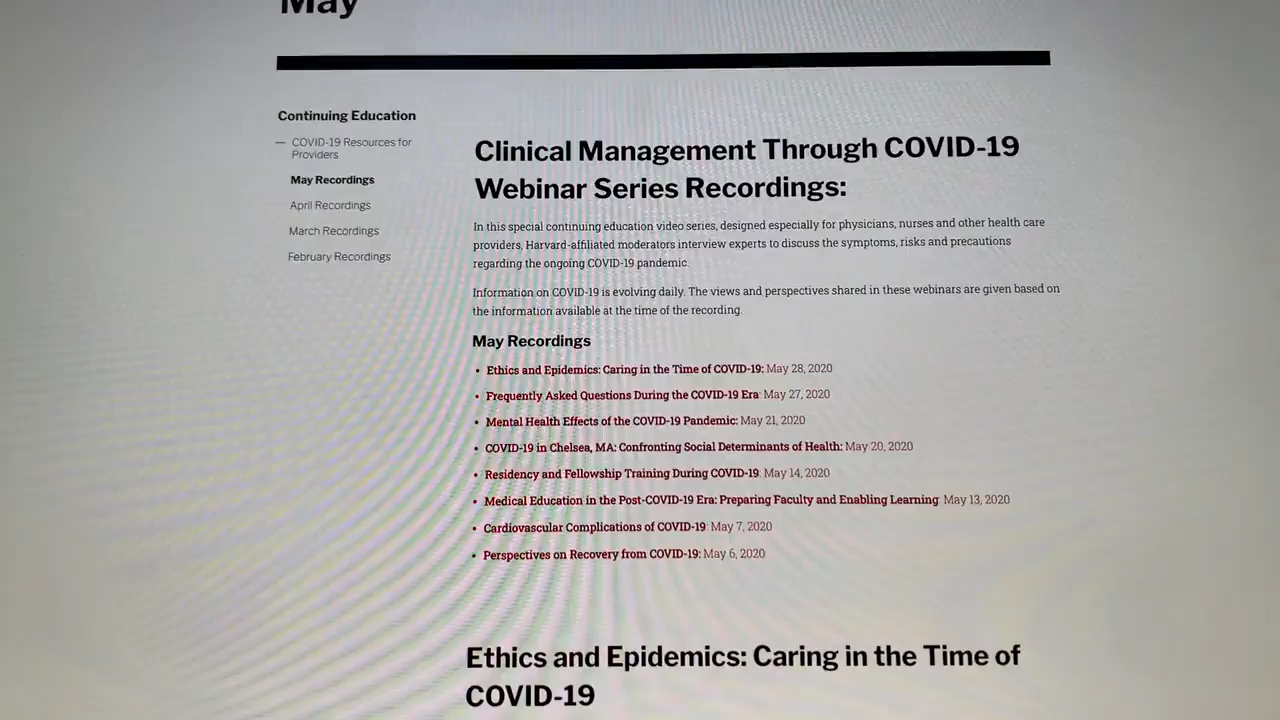 May
Continuing Education
— COVID-19 Resources for
Providers
May Recordings
April Recordings
March Recordings
February Recordings
Clinical Management Through COVID-19
Webinar Series Recordings:
In this special continuing education video series, designed especially for physicians, nurses and other health care
providers, Harvard-affiliated moderators interview experts to discuss the symptoms, risks and precautions
regarding the ongoing COVID-19 pandemic.
Information on COVID-19 is evolving daily. The views and perspectives shared in these webinars are given based on
the information available at the time of the recording.
May Recordings
• Ethics and Epidemics: Caring in the Time of COVID-19: May 28, 2020
• Frequently Asked Questions During the COVID-19 Era: May 27, 2020
• Mental Health Effects of the COVID-19 Pandemic: May 21, 2020
• COVID-19 in Chelsea, MA: Confronting Social Determinants of Health: May 20, 2020
• Residency and Fellowship Training During COVID-19: May 14, 2020
• Medical Education in the Post-COVID-19 Era: Preparing Faculty and Enabling Learning: May 13, 2020
• Cardiovascular Complications of COVID-19: May 7, 2020
• Perspectives on Recovery from COVID-19: May 6, 2020
Ethics and Epidemics: Caring in the Time of
COVID-19